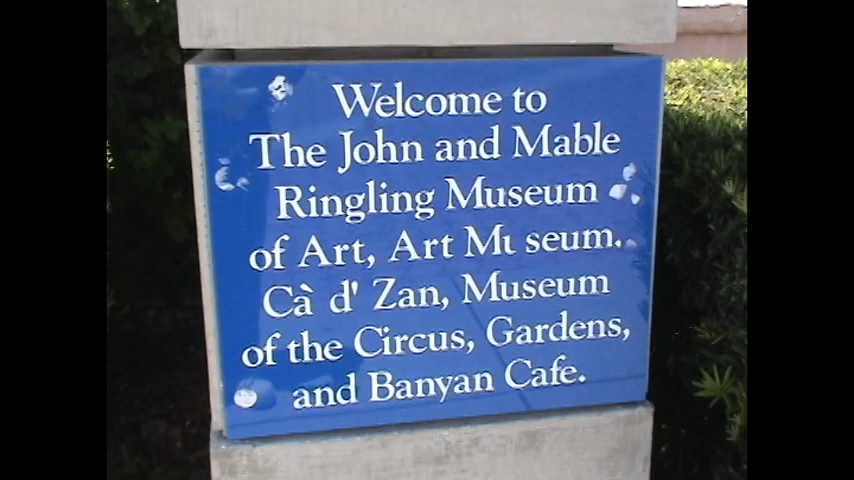 Welcome to
The John and Mable
Ringling Museum
of Art, Art Mu seum.
Cà d' Zan, Museum
of the Circus, Gardens,
and Banyan Cafe.